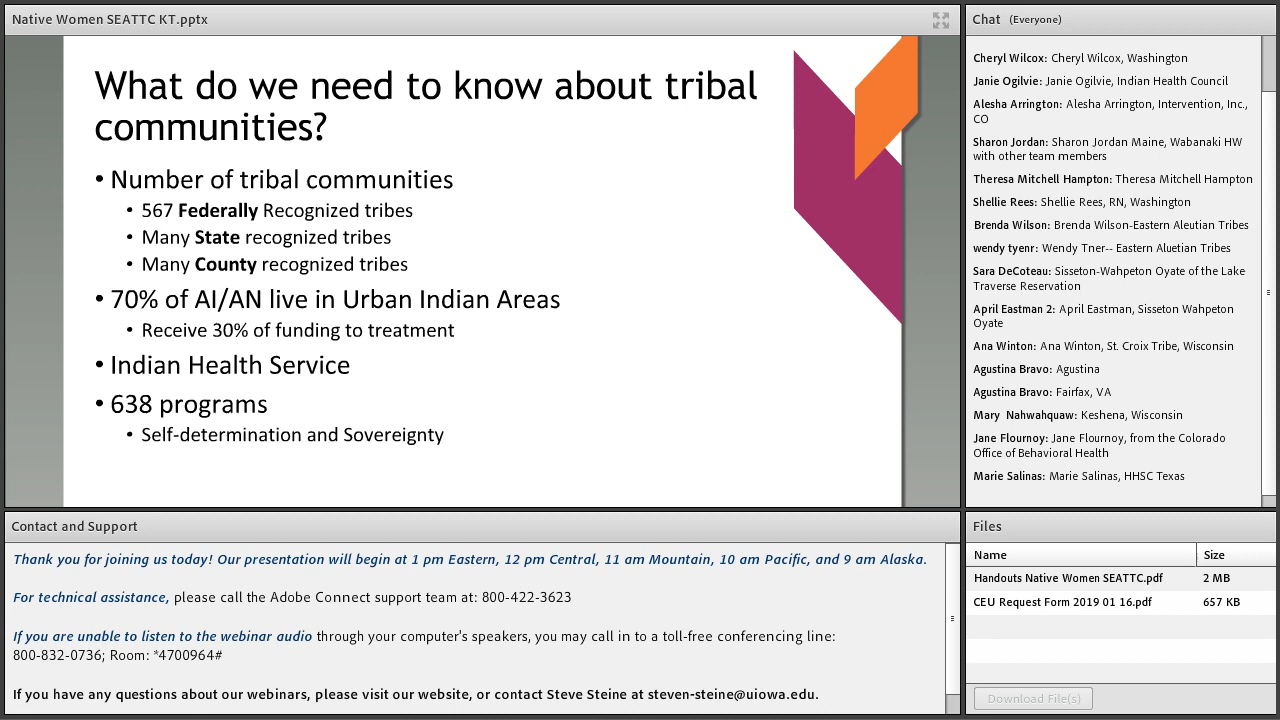 Native Women SEATTC KT.pptx
What do we need to know about tribal
communities?
• Number of tribal communities
• 567 Federally Recognized tribes
• Many State recognized tribes
• Many County recognized tribes
• 70% of AI/AN live in Urban Indian Areas
• Receive 30% of funding to treatment
• Indian Health Service
• 638 programs
• Self-determination and Sovereignty
Chat (Everyone)
Cheryl Wilcox: Cheryl Wilcox, Washington
Janie Ogilvie: Janie Ogilvie, Indian Health Council
Alesha Arrington: Alesha Arrington, Intervention, Inc.,
CO
Sharon Jordan: Sharon Jordan Maine, Wabanaki HW
with other team members
Theresa Mitchell Hampton: Theresa Mitchell Hampton
Shellie Rees: Shellie Rees, RN, Washington
Brenda Wilson: Brenda Wilson-Eastern Aleutian Tribes
wendy tyenr: Wendy Tner-- Eastern Aluetian Tribes
Sara DeCoteau: Sisseton-Wahpeton Oyate of the Lake
Traverse Reservation
April Eastman 2: April Eastman, Sisseton Wahpeton
Oyate
Ana Winton: Ana Winton, St. Croix Tribe, Wisconsin
Agustina Bravo: Agustina
Agustina Bravo: Fairfax, VA
Mary Nahwahquaw: Keshena, Wisconsin
Jane Flournoy: Jane Flournoy, from the Colorado
Office of Behavioral Health
Marie Salinas: Marie Salinas, HHSC Texas
Contact and Support
Thank you for joining us today! Our presentation will begin at 1 pm Eastern, 12 pm Central, 11 am Mountain, 10 am Pacific, and 9 am Alaska.
For technical assistance, please call the Adobe Connect support team at: 800-422-3623
If you are unable to listen to the webinar audio through your computer's speakers, you may call in to a toll-free conferencing line:
800-832-0736; Room: *4700964#
If you have any questions about our webinars, please visit our website, or contact Steve Steine at steven-steine@uiowa.edu.
Files
Name Size
Handouts Native Women SEATTC.pdf 2 MB
CEU Request Form 2019 01 16.pdf 657 KB
Download File(s)